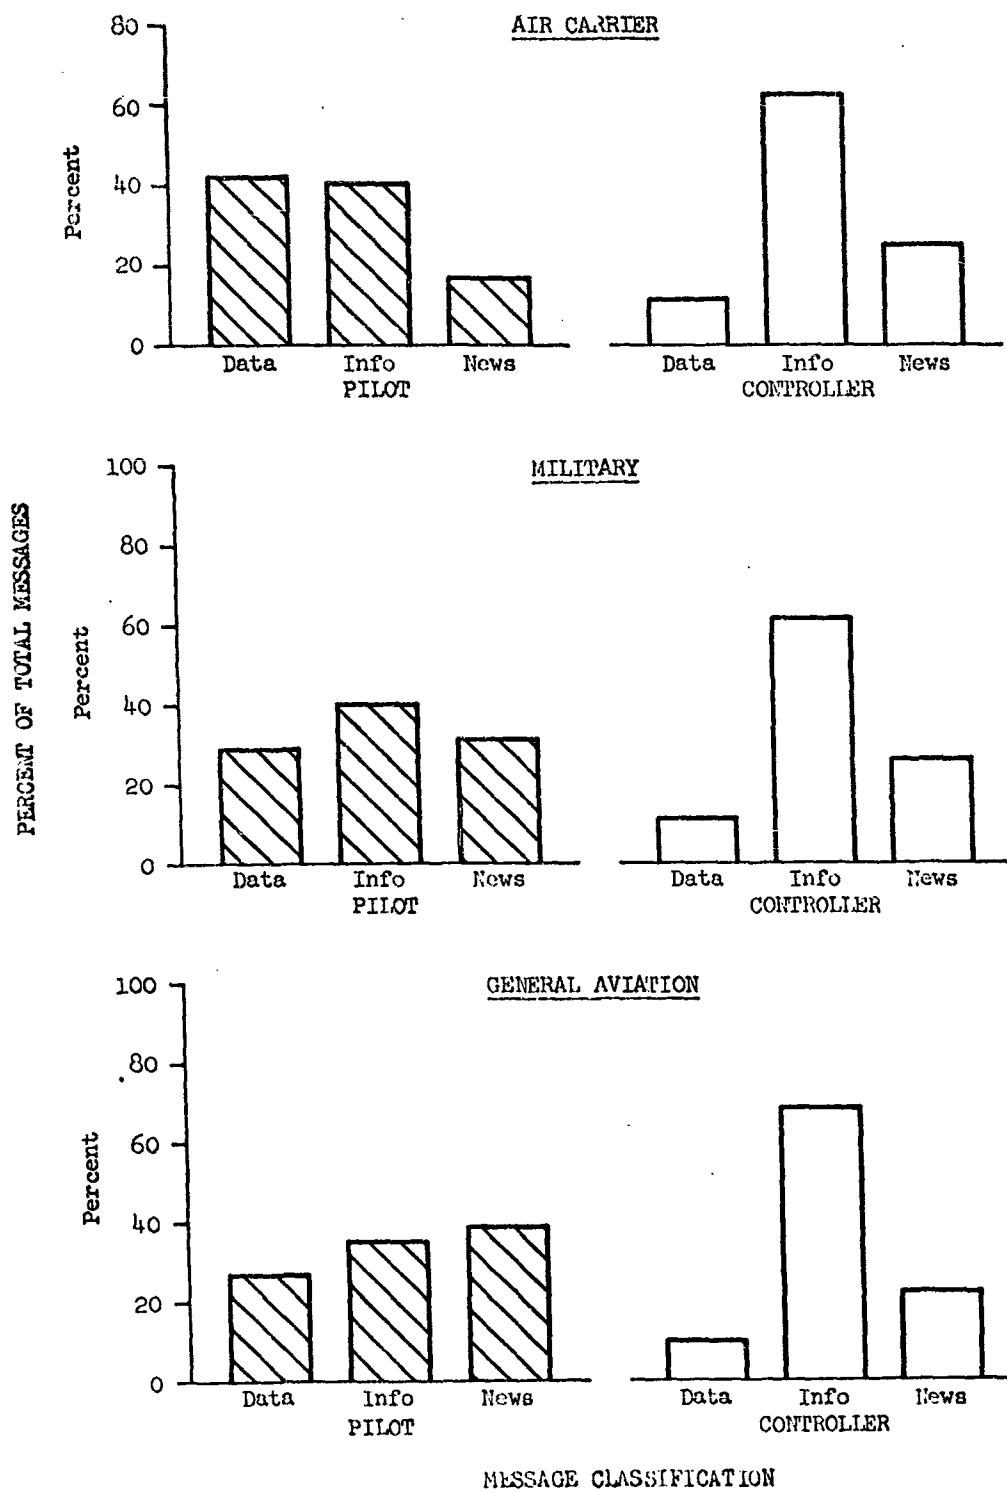 AIR CARRIER
80
60
40
20
0
Percent
Data Info News
PILOT
Data Info News
CONTROLLER
PERCENT OF TOTAL MESSAGES
MILITARY
100
80
60
40
20
0
Percent
Data Info News
PILOT
Data Info News
CONTROLLER
GENERAL AVIATION
100
80
60
40
20
0
Percent
Data Info News
PILOT
Data Info News
CONTROLLER
MESSAGE CLASSIFICATION